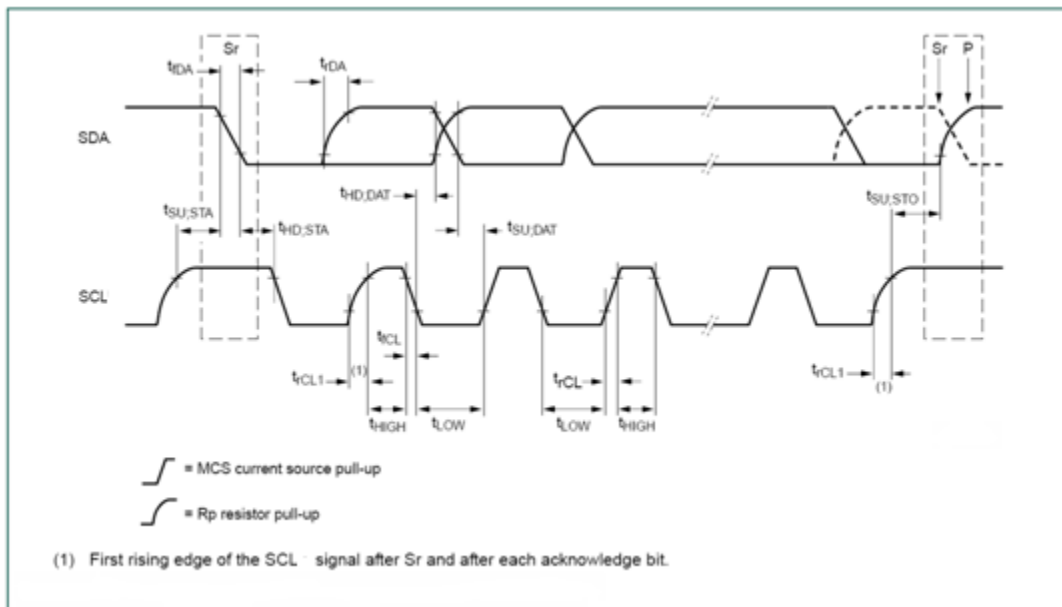 Sr
Sr P
tfDA
trDA
SDA
tHD;DAT
tSU;STA
tHD;STA
tSU;DAT
tSU;STO
SCL
tfCL
trCL1 (1)
trCL
trCL1 (1)
tHIGH
tLOW
tLOW
tHIGH
= MCS current source pull-up
= Rp resistor pull-up
(1) First rising edge of the SCL signal after Sr and after each acknowledge bit.